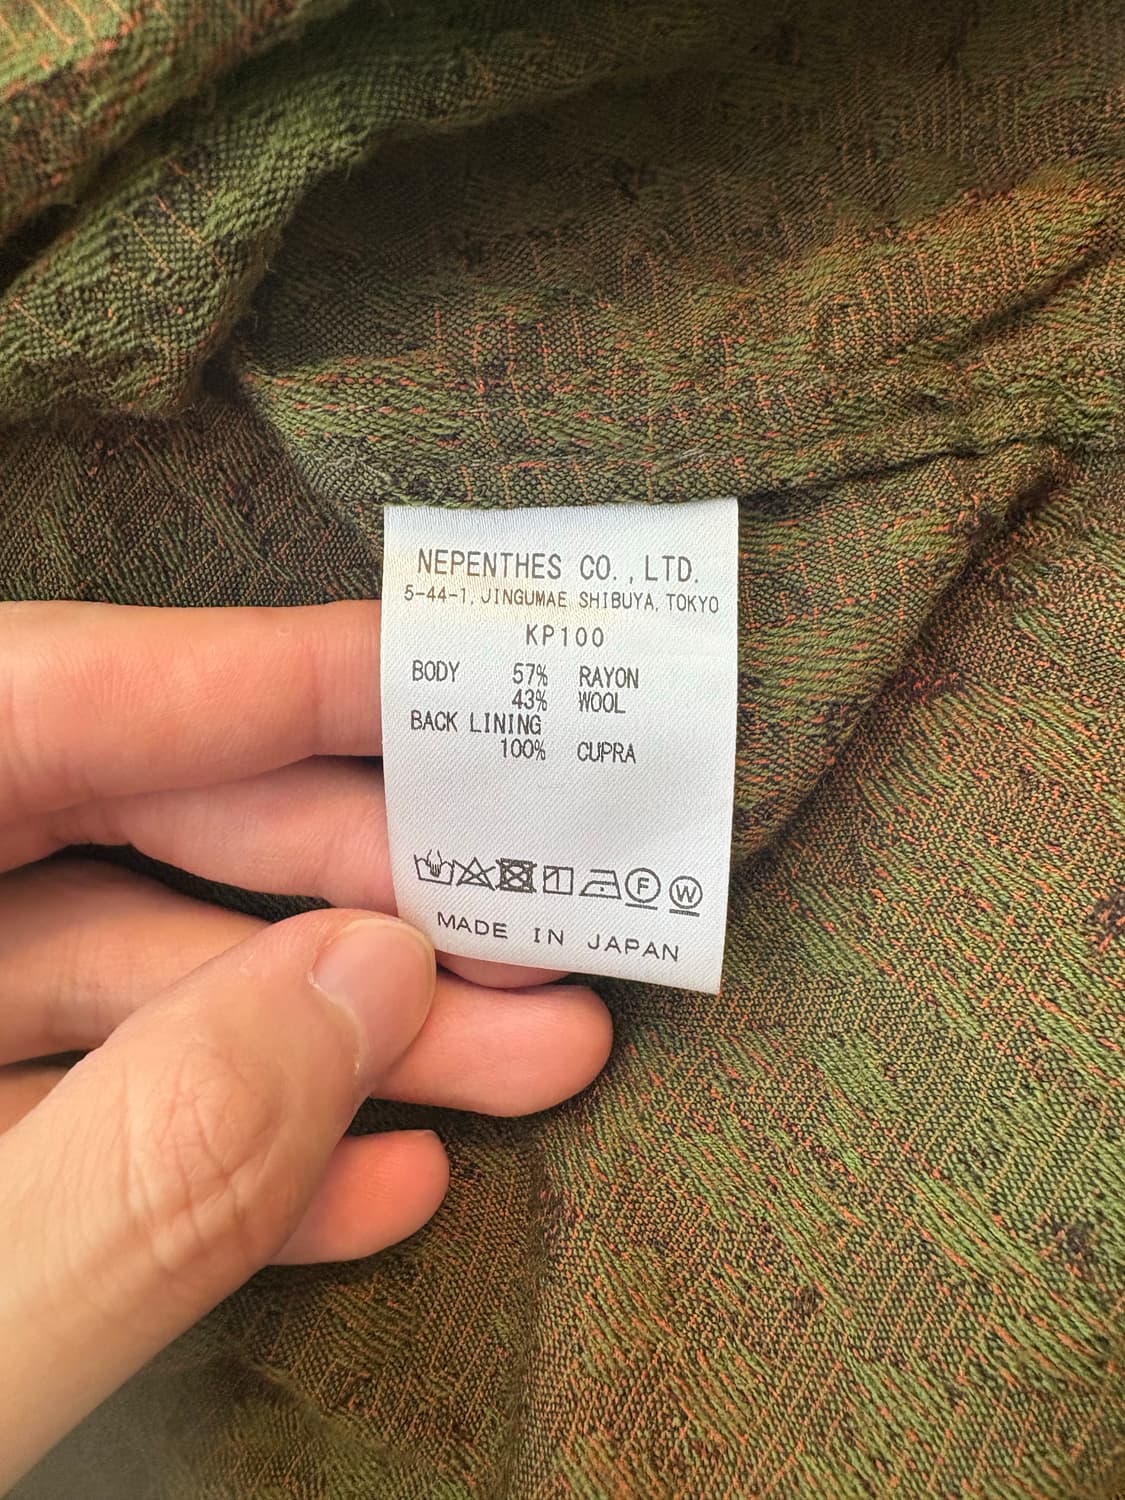 NEPENTHES CO.,LTD.
5-44-1, JINGUMAE SHIBUYA, TOKYO
KP100
BODY 57% RAYON
43% WOOL
BACK LINING
100% CUPRA
F W
MADE IN JAPAN